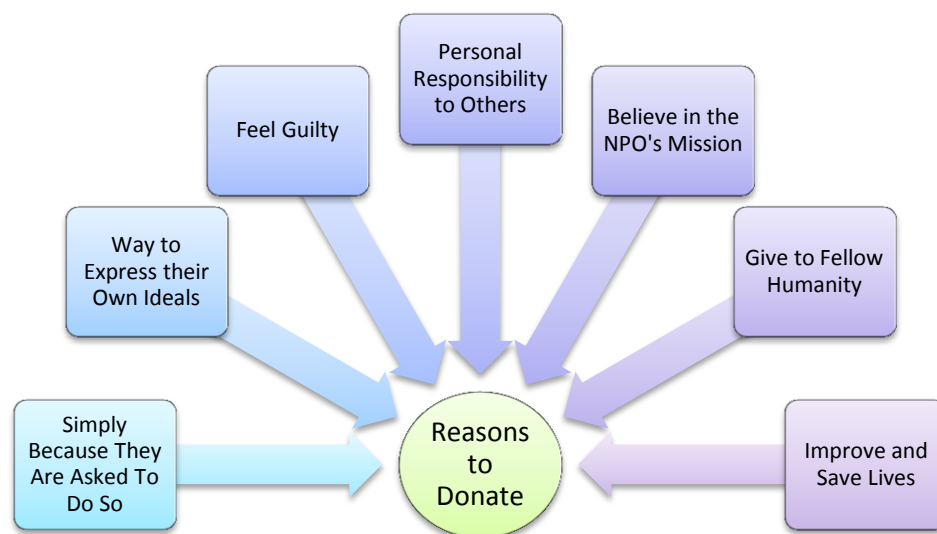 Simply
Because They
Are Asked To
Do So
Way to
Express their
Own Ideals
Feel Guilty
Personal
Responsibility
to Others
Believe in the
NPO's Mission
Give to Fellow
Humanity
Improve and
Save Lives
Reasons
to
Donate